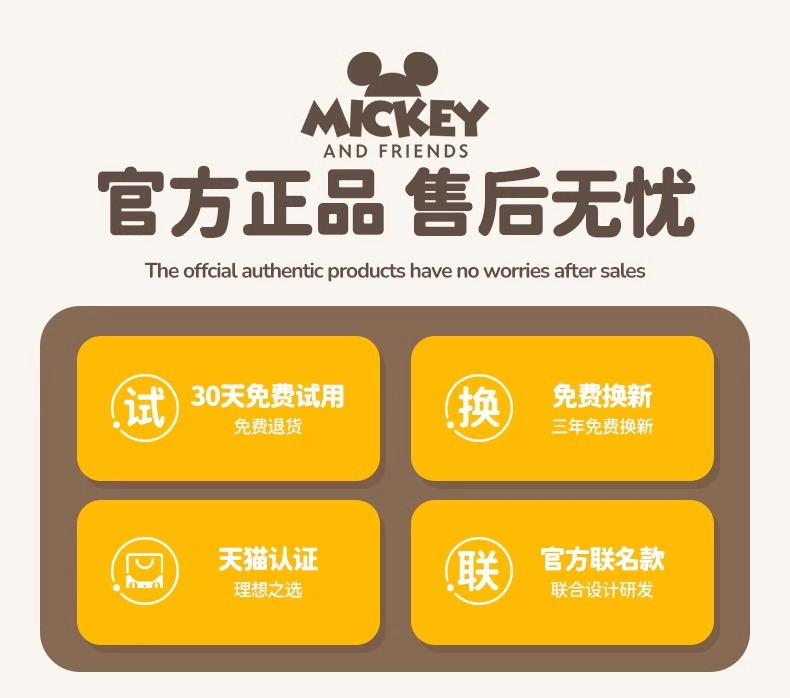 MICKEY
AND FRIENDS
官方正品 售后无忧
The offcial authentic products have no worries after sales
试
30天免费试用
免费退货
换
免费换新
三年免费换新
天猫认证
理想之选
联
官方联名款
联合设计研发